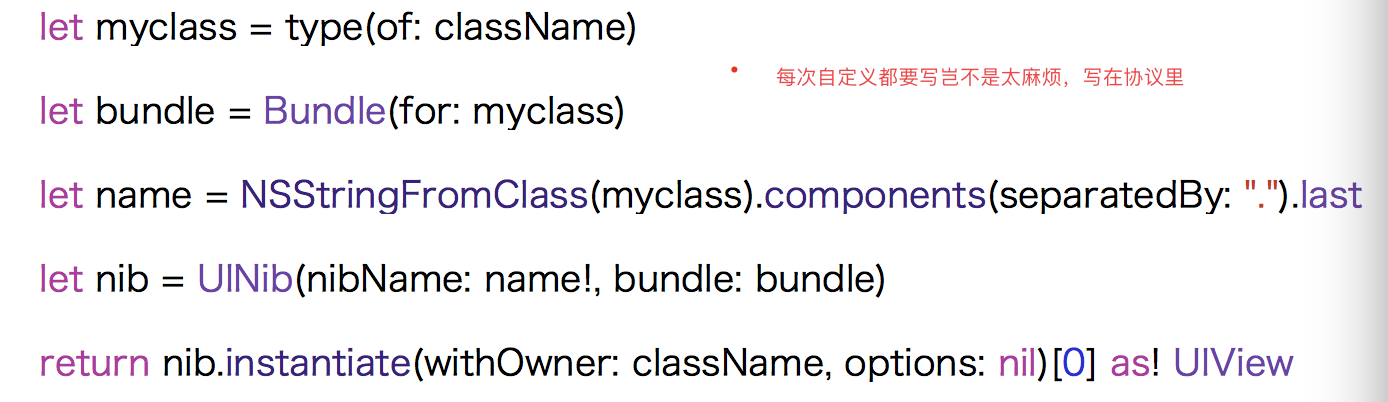 let myclass = type(of: className)
每次自定义都要写岂不是太麻烦，写在协议里
let bundle = Bundle(for: myclass)
let name = NSStringFromClass(myclass).components(separatedBy: ".").last
let nib = UINib(nibName: name!, bundle: bundle)
return nib.instantiate(withOwner: className, options: nil)[0] as! UIView